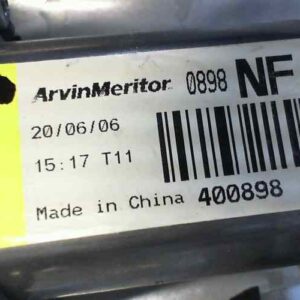 ArvinMeritor 0898 NF
20/06/06
15:17 T11
Made in China 400898